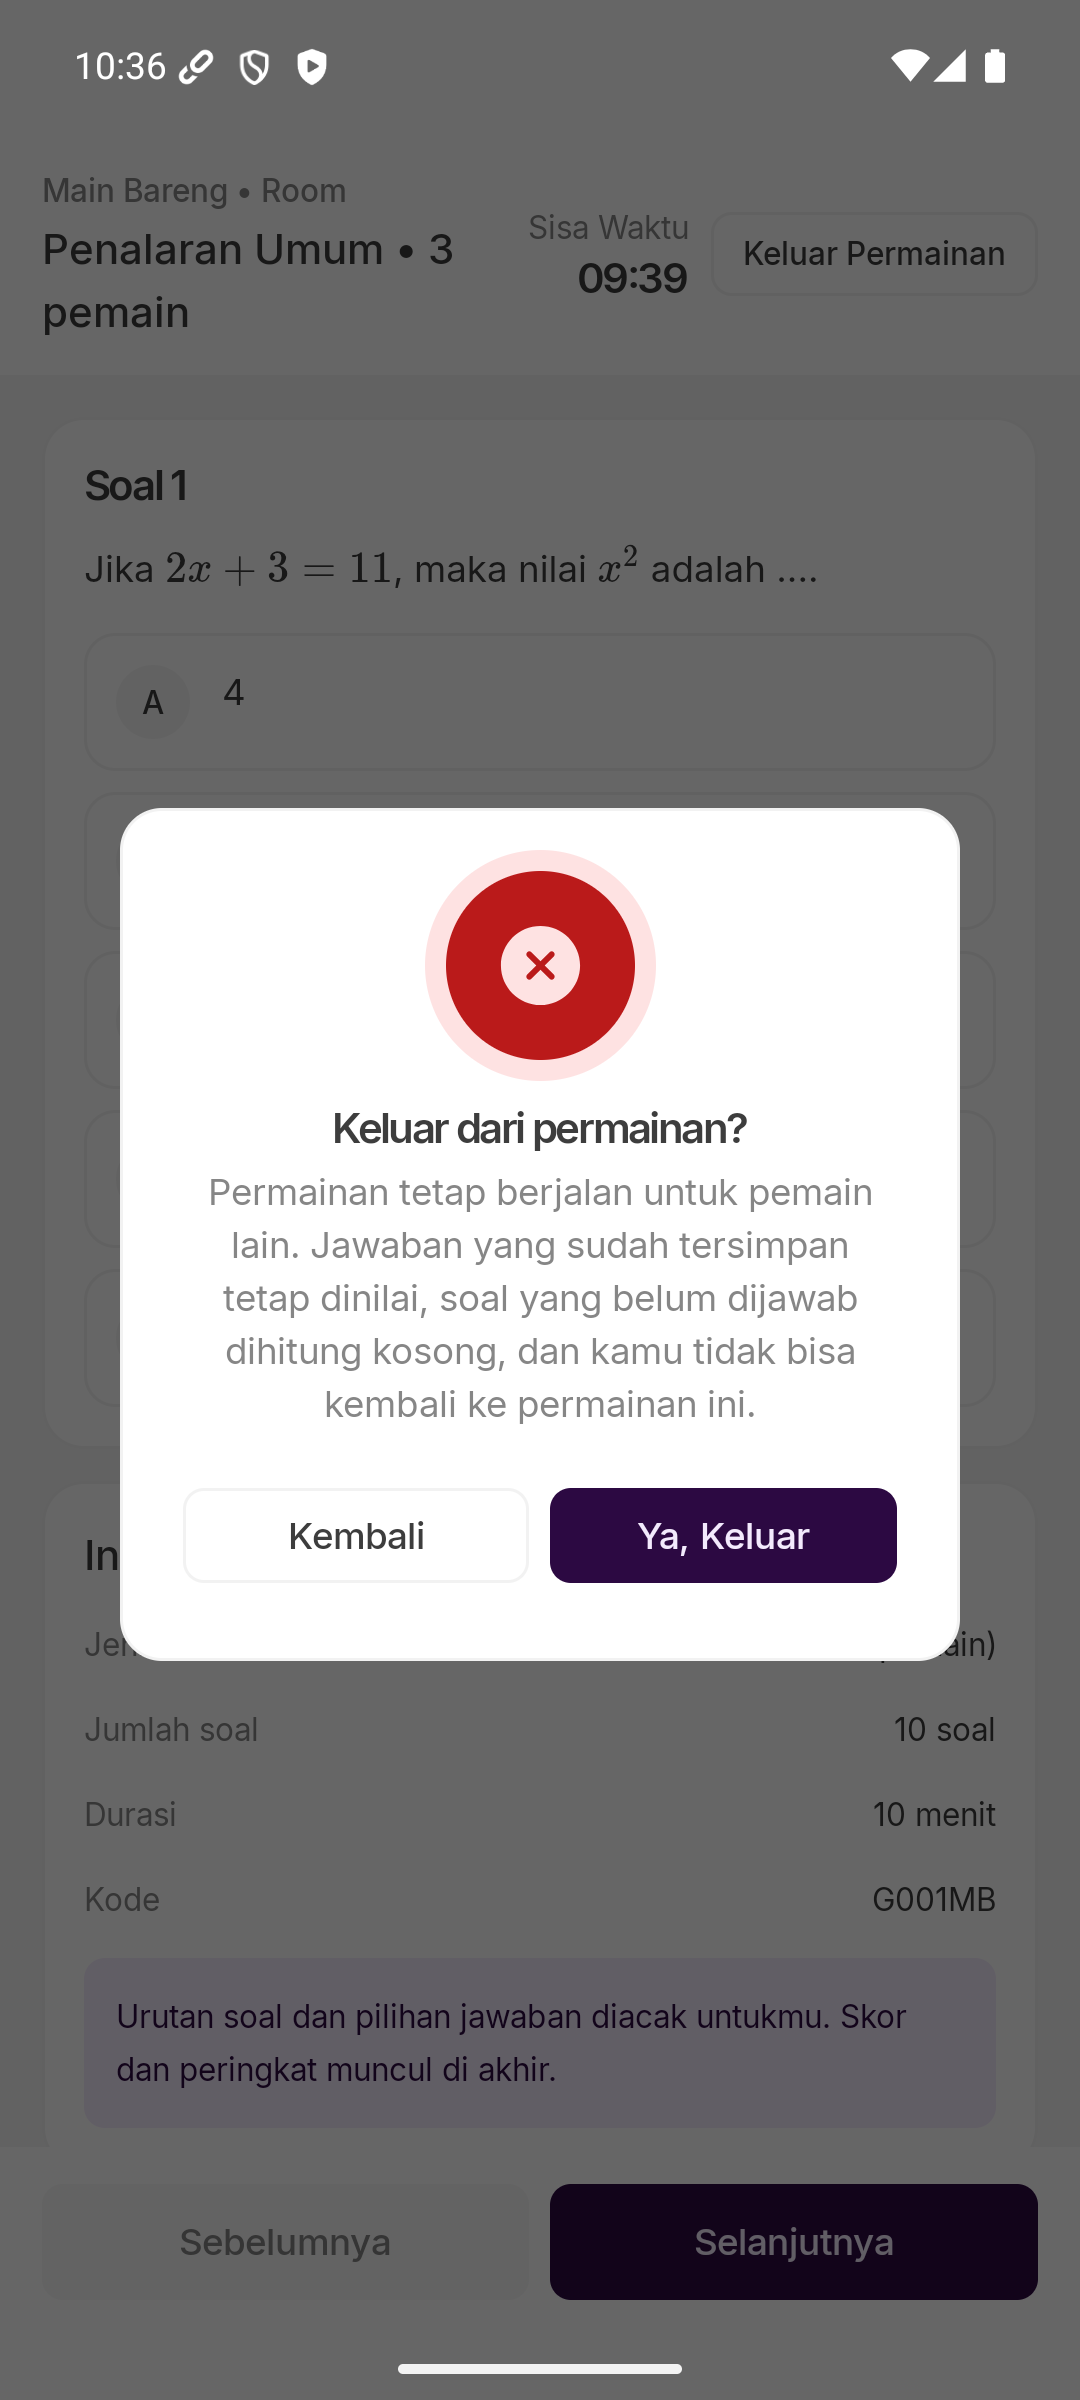 10:36
Main Bareng • Room
Penalaran Umum • 3
pemain
Sisa Waktu
09:39
Keluar Permainan
Soal 1
Jika 2x + 3 = 11, maka nilai x² adalah ....
A 4
Keluar dari permainan?
Permainan tetap berjalan untuk pemain
lain. Jawaban yang sudah tersimpan
tetap dinilai, soal yang belum dijawab
dihitung kosong, dan kamu tidak bisa
kembali ke permainan ini.
Kembali
Ya, Keluar
Jumlah soal 10 soal
Durasi 10 menit
Kode G001MB
Urutan soal dan pilihan jawaban diacak untukmu. Skor
dan peringkat muncul di akhir.
Sebelumnya
Selanjutnya